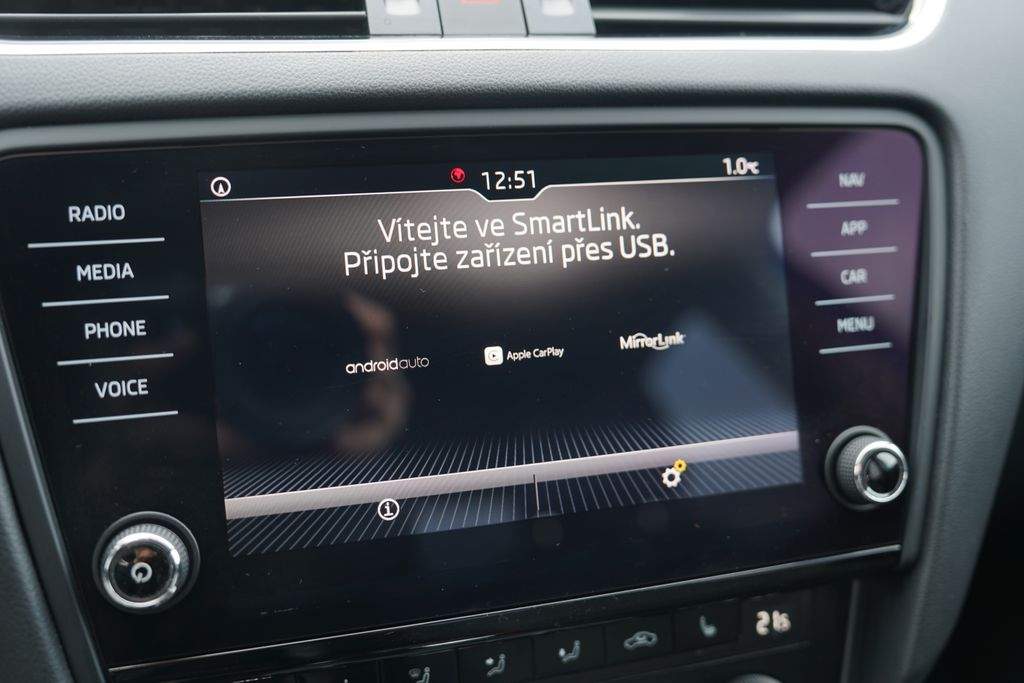 12:51
1.0°C
Vítejte ve SmartLink.
Připojte zařízení přes USB.
androidauto
Apple CarPlay
MirrorLink
RADIO
MEDIA
PHONE
VOICE
NAV
APP
CAR
MENU